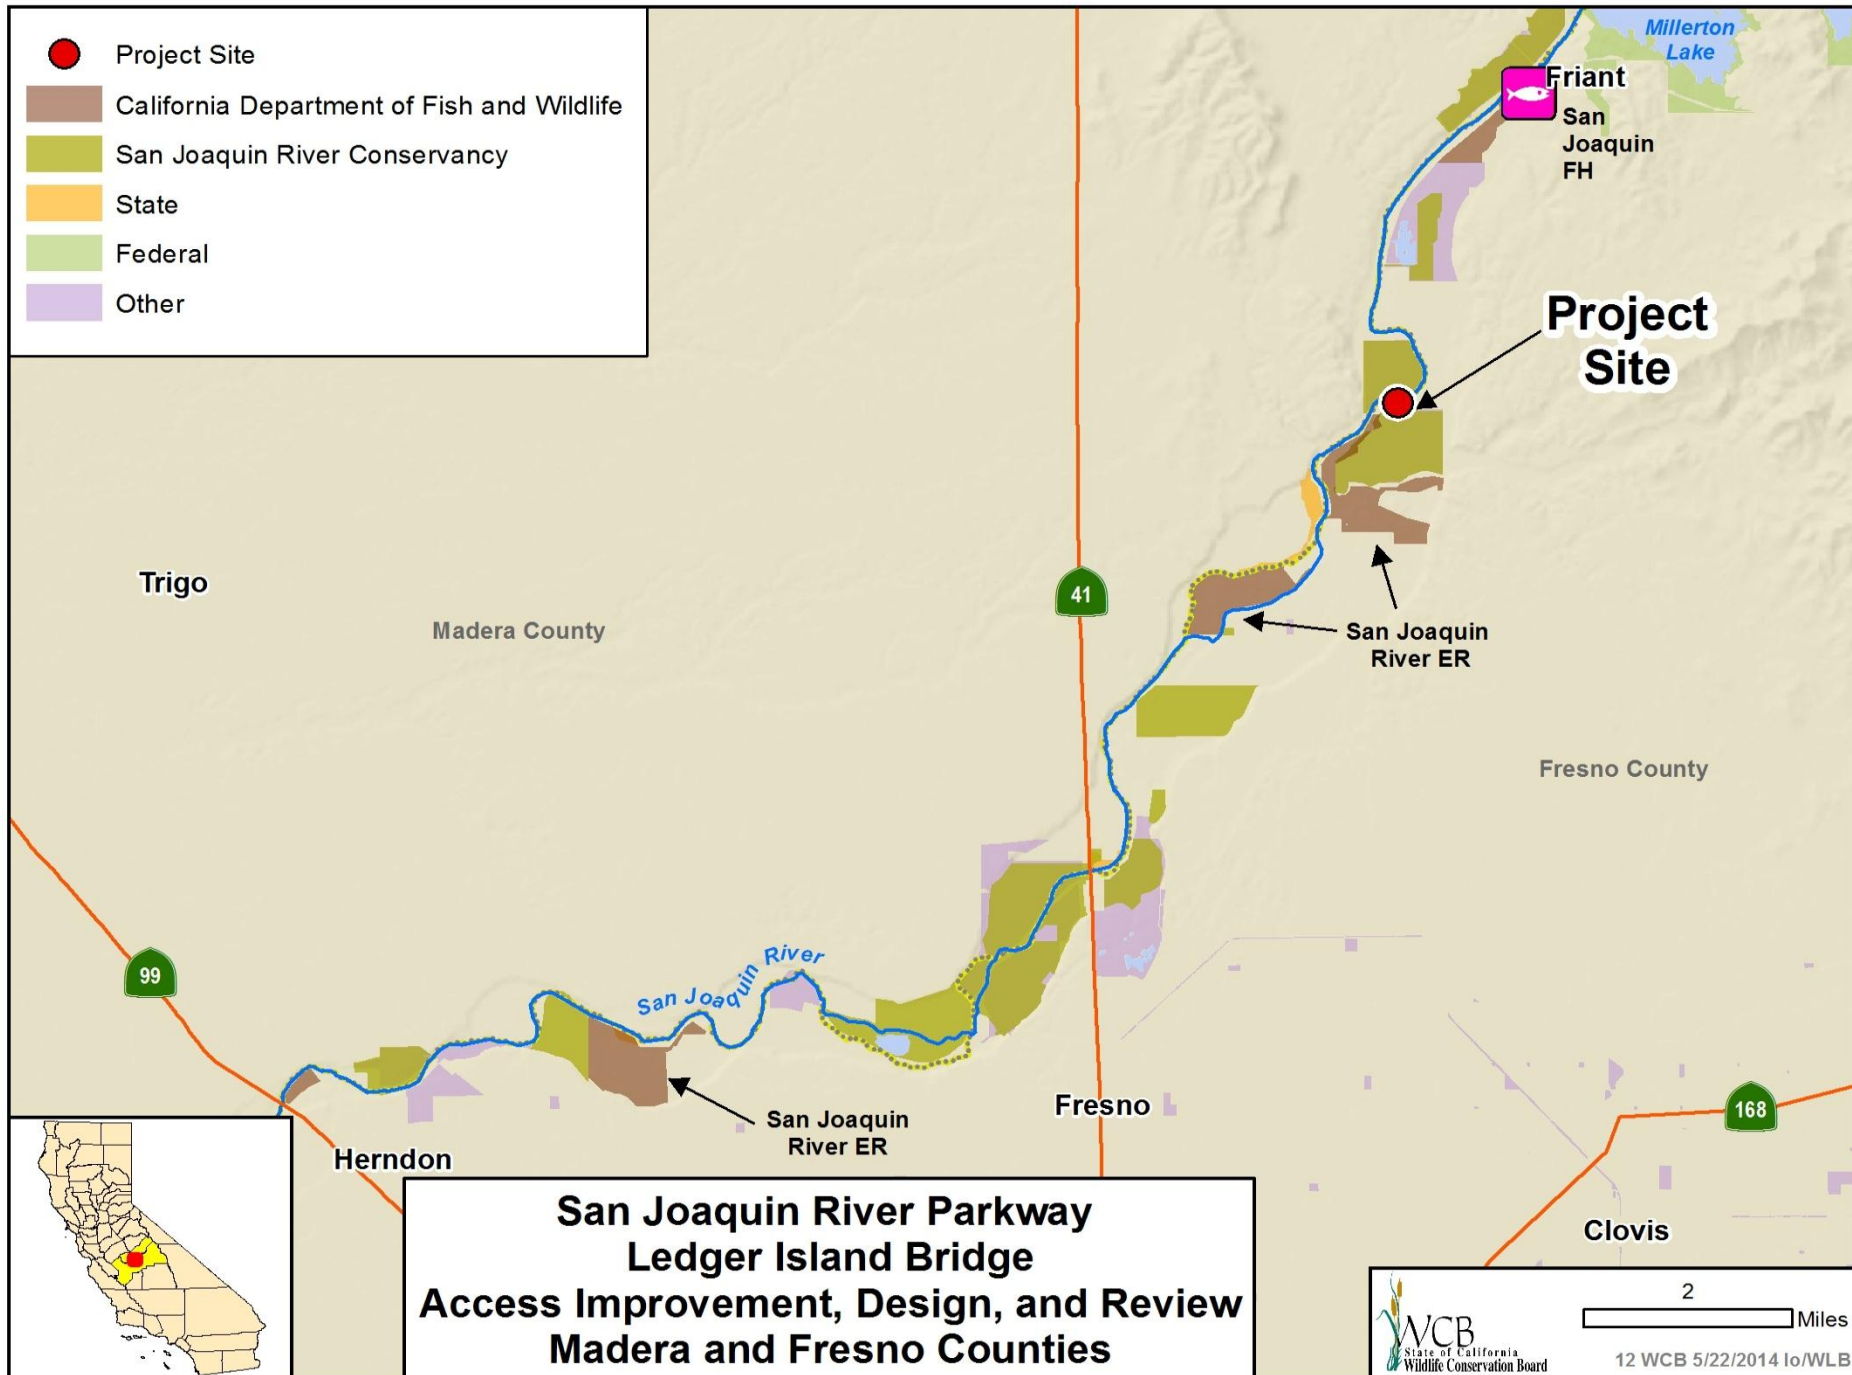 Project Site
California Department of Fish and Wildlife
San Joaquin River Conservancy
State
Federal
Other
Millerton
Lake
Friant
San
Joaquin
FH
Project
Site
Trigo
Madera County
41
San Joaquin
River ER
Fresno County
99
San Joaquin River
San Joaquin
River ER
Fresno
168
Herndon
Clovis
San Joaquin River Parkway
Ledger Island Bridge
Access Improvement, Design, and Review
Madera and Fresno Counties
WCB
State of California
Wildlife Conservation Board
2
Miles
12 WCB 5/22/2014 lo/WLB